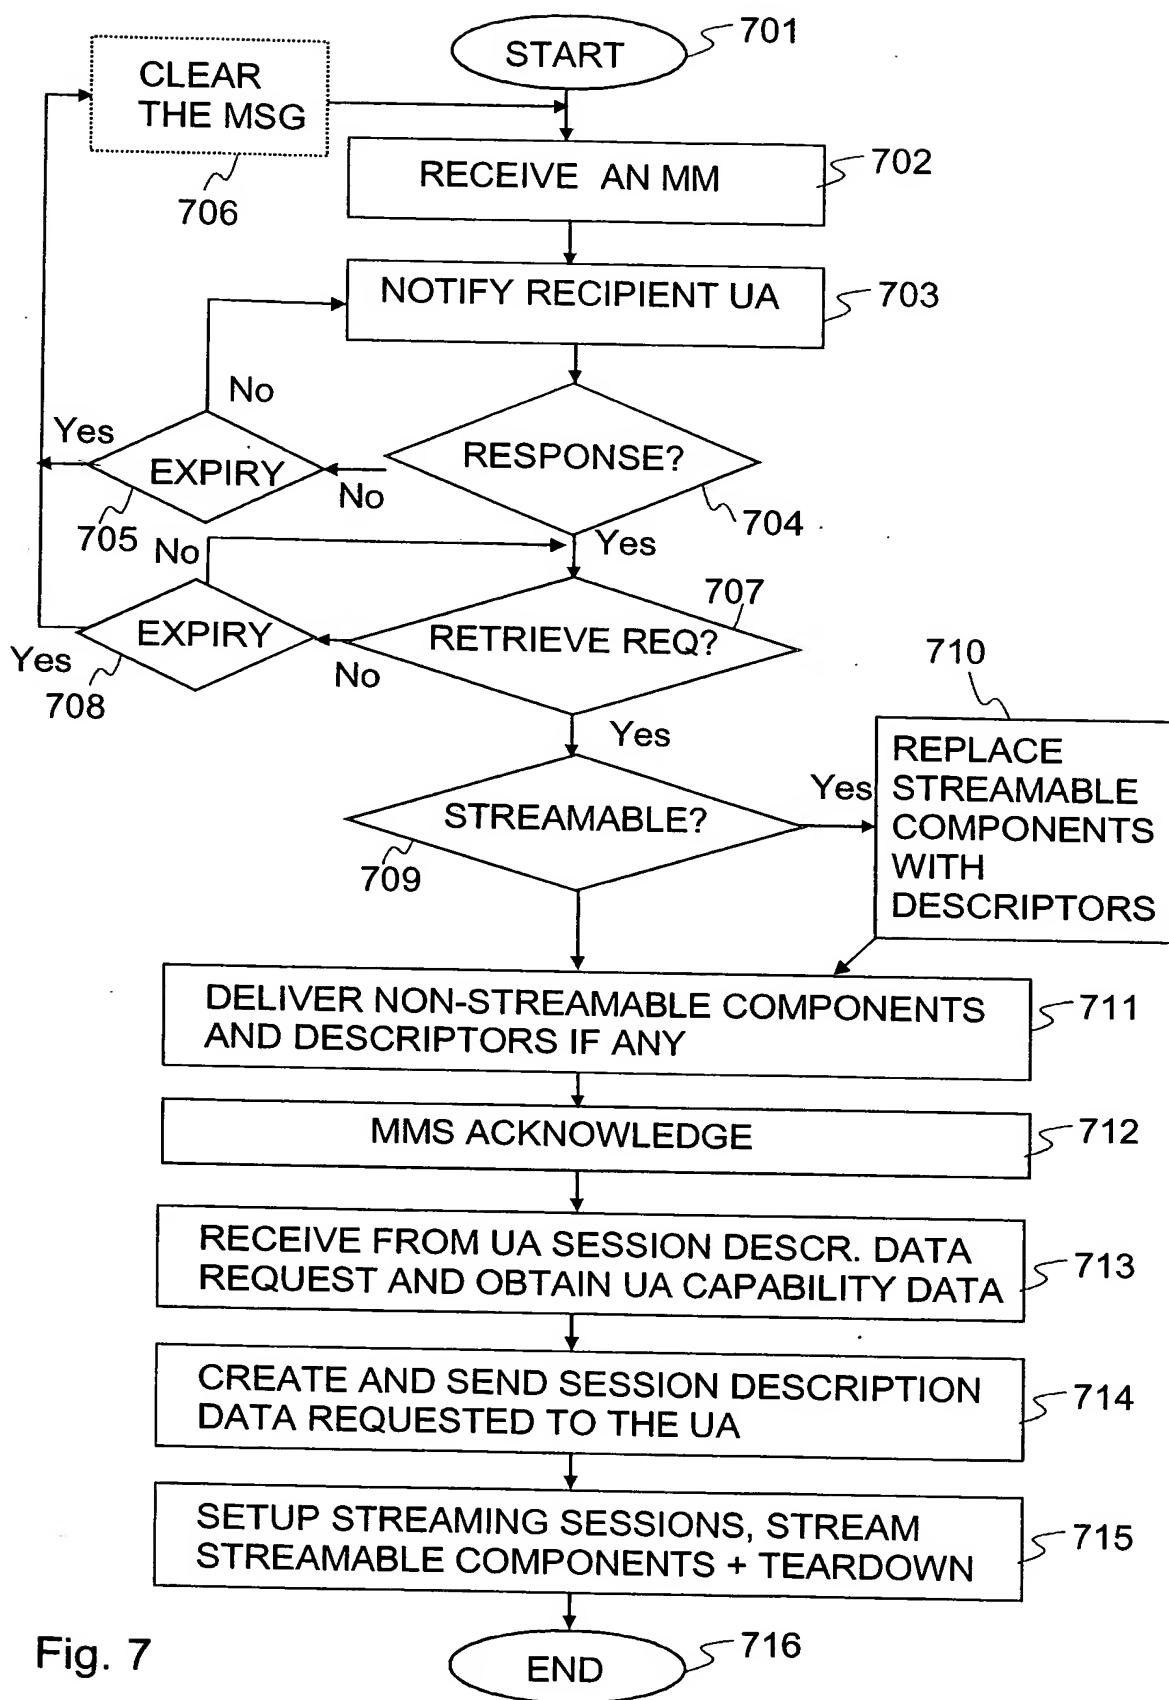 START
701
CLEAR
THE MSG
706
RECEIVE AN MM
702
NOTIFY RECIPIENT UA
703
No
Yes
EXPIRY
705
No
RESPONSE?
704
Yes
No
EXPIRY
Yes
708
No
RETRIEVE REQ?
707
Yes
710
STREAMABLE?
709
Yes
REPLACE
STREAMABLE
COMPONENTS
WITH
DESCRIPTORS
DELIVER NON-STREAMABLE COMPONENTS
AND DESCRIPTORS IF ANY
711
MMS ACKNOWLEDGE
712
RECEIVE FROM UA SESSION DESCR. DATA
REQUEST AND OBTAIN UA CAPABILITY DATA
713
CREATE AND SEND SESSION DESCRIPTION
DATA REQUESTED TO THE UA
714
SETUP STREAMING SESSIONS, STREAM
STREAMABLE COMPONENTS + TEARDOWN
715
END
716
Fig. 7